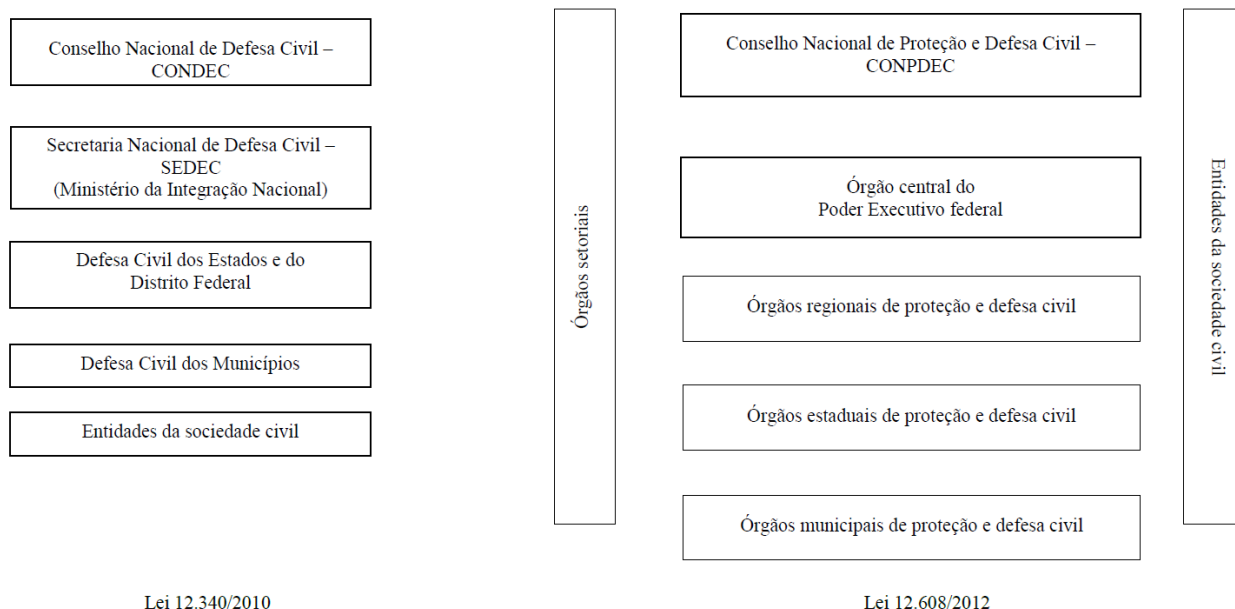 Conselho Nacional de Defesa Civil –
CONDEC
Secretaria Nacional de Defesa Civil –
SEDEC
(Ministério da Integração Nacional)
Defesa Civil dos Estados e do
Distrito Federal
Defesa Civil dos Municípios
Entidades da sociedade civil
Lei 12.340/2010
Órgãos setoriais
Conselho Nacional de Proteção e Defesa Civil –
CONPDEC
Órgão central do
Poder Executivo federal
Órgãos regionais de proteção e defesa civil
Órgãos estaduais de proteção e defesa civil
Órgãos municipais de proteção e defesa civil
Entidades da sociedade civil
Lei 12.608/2012